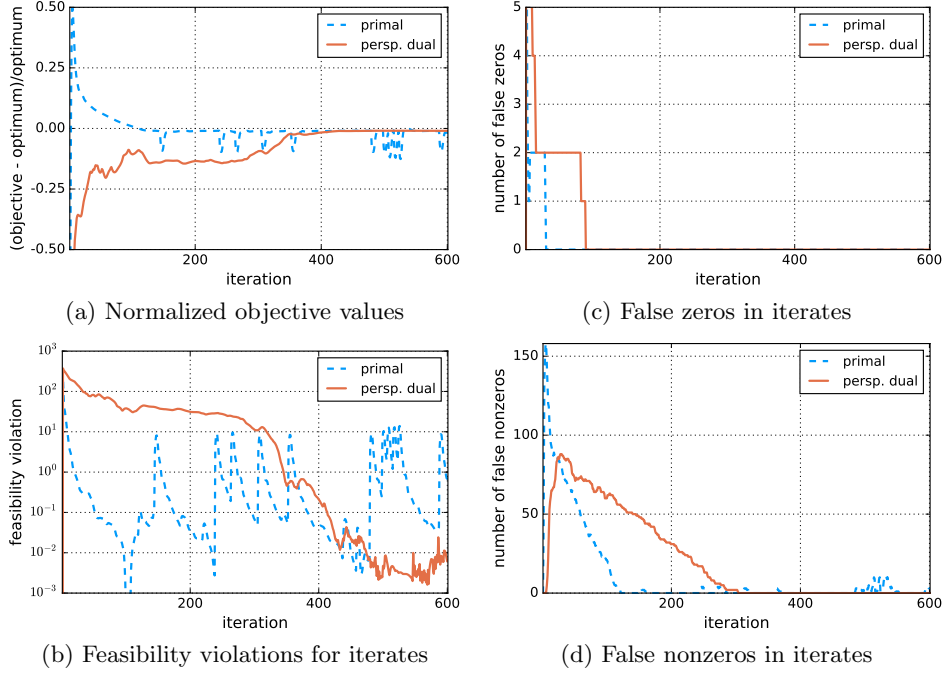 0.50
0.25
0.00
-0.25
-0.50
(objective - optimum)/optimum
primal
persp. dual
200
400
600
iteration
(a) Normalized objective values
5
4
3
2
1
0
number of false zeros
primal
persp. dual
200
400
600
iteration
(c) False zeros in iterates
10³
10²
10¹
10⁰
10⁻¹
10⁻²
10⁻³
feasibility violation
primal
persp. dual
200
400
600
iteration
(b) Feasibility violations for iterates
150
100
50
0
number of false nonzeros
primal
persp. dual
200
400
600
iteration
(d) False nonzeros in iterates